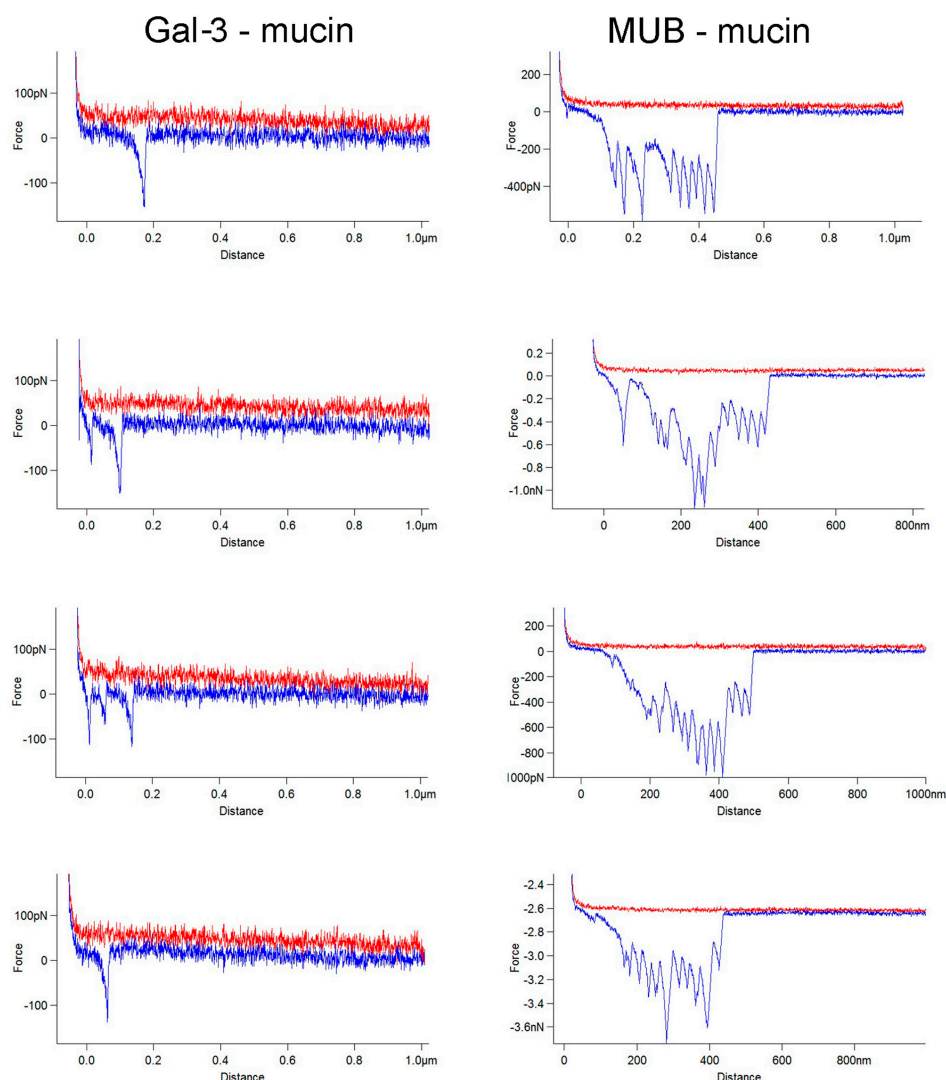 Gal-3 - mucin
MUB - mucin
100pN
0
-100
Force
0.0 0.2 0.4 0.6 0.8 1.0µm
Distance
200
0
-200
-400pN
Force
0.0 0.2 0.4 0.6 0.8 1.0µm
Distance
100pN
0
-100
Force
0.0 0.2 0.4 0.6 0.8 1.0µm
Distance
0.2
0.0
-0.2
-0.4
-0.6
-0.8
-1.0nN
Force
0 200 400 600 800nm
Distance
100pN
0
-100
Force
0.0 0.2 0.4 0.6 0.8 1.0µm
Distance
200
0
-200
-400
-600
-800
000pN
Force
0 200 400 600 800 1000nm
Distance
100pN
0
-100
Force
0.0 0.2 0.4 0.6 0.8 1.0µm
Distance
-2.4
-2.6
-2.8
-3.0
-3.2
-3.4
-3.6nN
Force
0 200 400 600 800nm
Distance